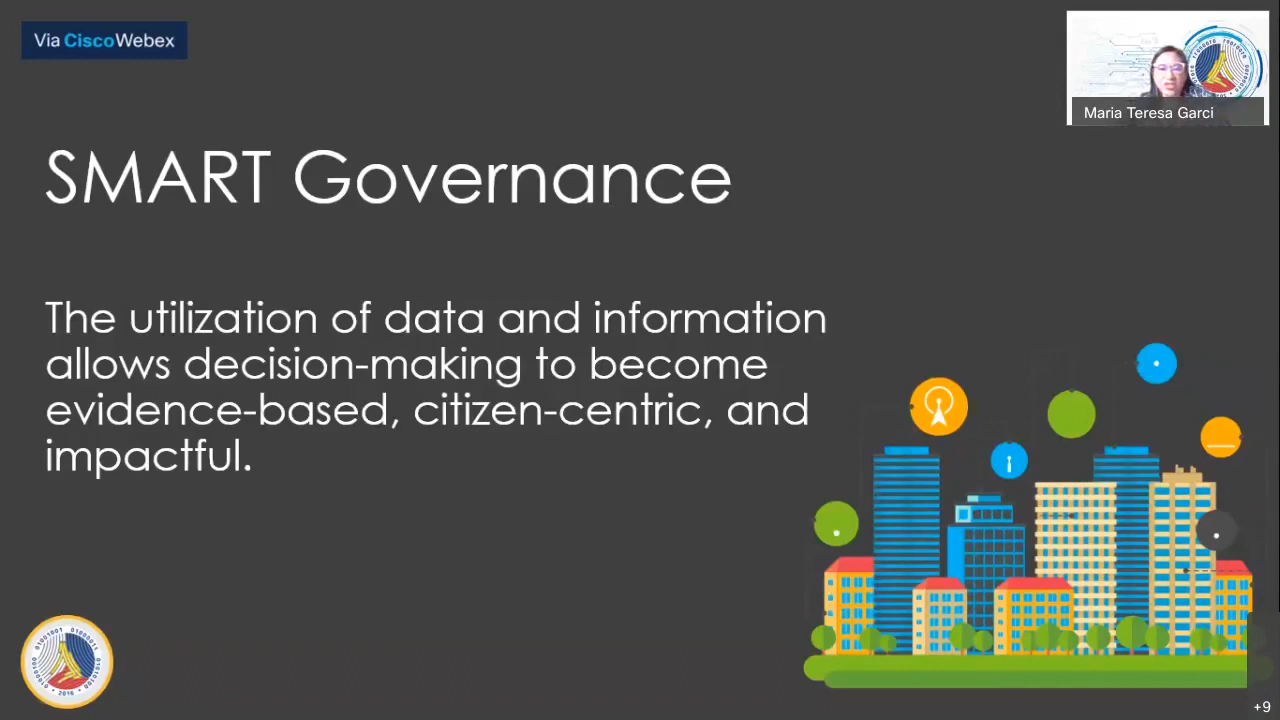 Via CiscoWebex
Maria Teresa Garci
SMART Governance
The utilization of data and information
allows decision-making to become
evidence-based, citizen-centric, and
impactful.
2016
+9